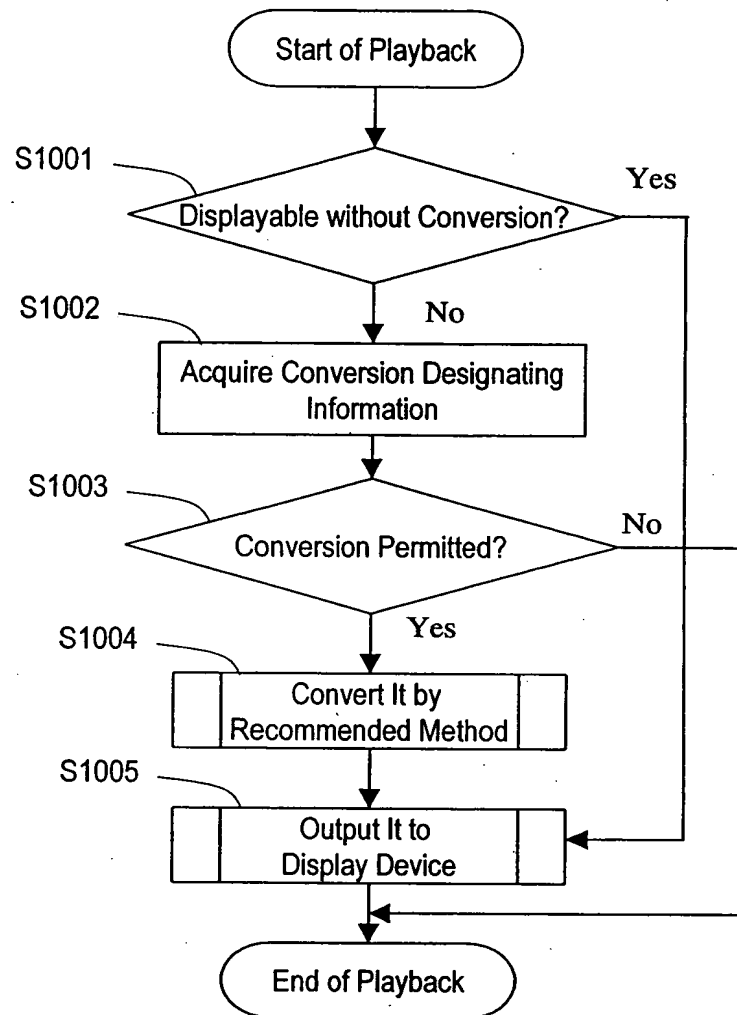 Start of Playback
S1001
Yes
Displayable without Conversion?
S1002
No
Acquire Conversion Designating
Information
S1003
No
Conversion Permitted?
Yes
S1004
Convert It by
Recommended Method
S1005
Output It to
Display Device
End of Playback